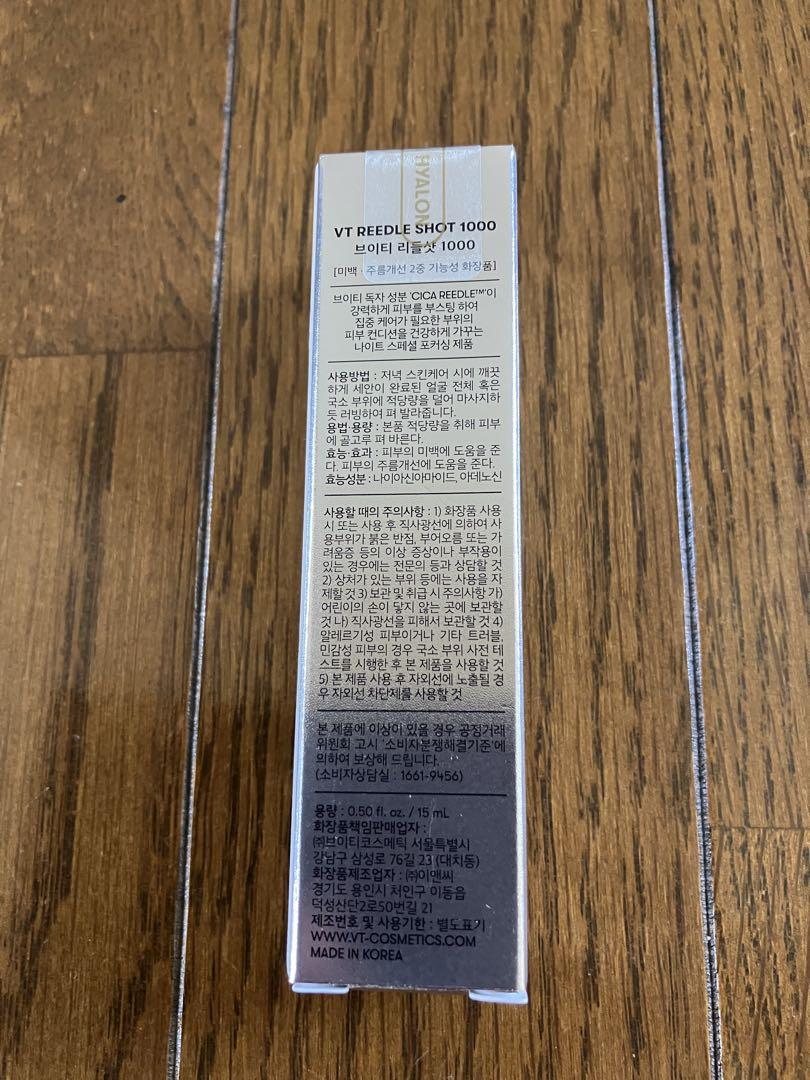 HYALON
VT REEDLE SHOT 1000
브이티 리들샷 1000
[미백·주름개선 2중 기능성 화장품]
브이티 독자 성분 'CICA REEDLE™'이
강력하게 피부를 부스팅 하여
집중 케어가 필요한 부위의
피부 컨디션을 건강하게 가꾸는
나이트 스페셜 포커싱 제품
사용방법 : 저녁 스킨케어 시에 깨끗
하게 세안이 완료된 얼굴 전체 혹은
국소 부위에 적당량을 덜어 마사지하
듯 러빙하여 펴 발라줍니다.
용법·용량 : 본품 적당량을 취해 피부
에 골고루 펴 바른다.
효능·효과 : 피부의 미백에 도움을 준
다. 피부의 주름개선에 도움을 준다.
효능성분 : 나이아신아마이드, 아데노신
사용할 때의 주의사항 : 1) 화장품 사용
시 또는 사용 후 직사광선에 의하여 사
용부위가 붉은 반점, 부어오름 또는 가
려움증 등의 이상 증상이나 부작용이
있는 경우에는 전문의 등과 상담할 것
2) 상처가 있는 부위 등에는 사용을 자
제할 것 3) 보관 및 취급 시 주의사항 가)
어린이의 손이 닿지 않는 곳에 보관할
것 나) 직사광선을 피해서 보관할 것 4)
알레르기성 피부이거나 기타 트러블,
민감성 피부의 경우 국소 부위 사전 테
스트를 시행한 후 본 제품을 사용할 것
5) 본 제품 사용 후 자외선에 노출될 경
우 자외선 차단제를 사용할 것
본 제품에 이상이 있을 경우 공정거래
위원회 고시 '소비자분쟁해결기준'에
의하여 보상해 드립니다.
(소비자상담실 : 1661-9456)
용량 : 0.50 fl. oz. / 15 mL
화장품책임판매업자 :
㈜브이티코스메틱 서울특별시
강남구 삼성로 76길 23 (대치동)
화장품제조업자 : ㈜이앤씨
경기도 용인시 처인구 이동읍
덕성산단2로50번길 21
제조번호 및 사용기한 : 별도표기
WWW.VT-COSMETICS.COM
MADE IN KOREA